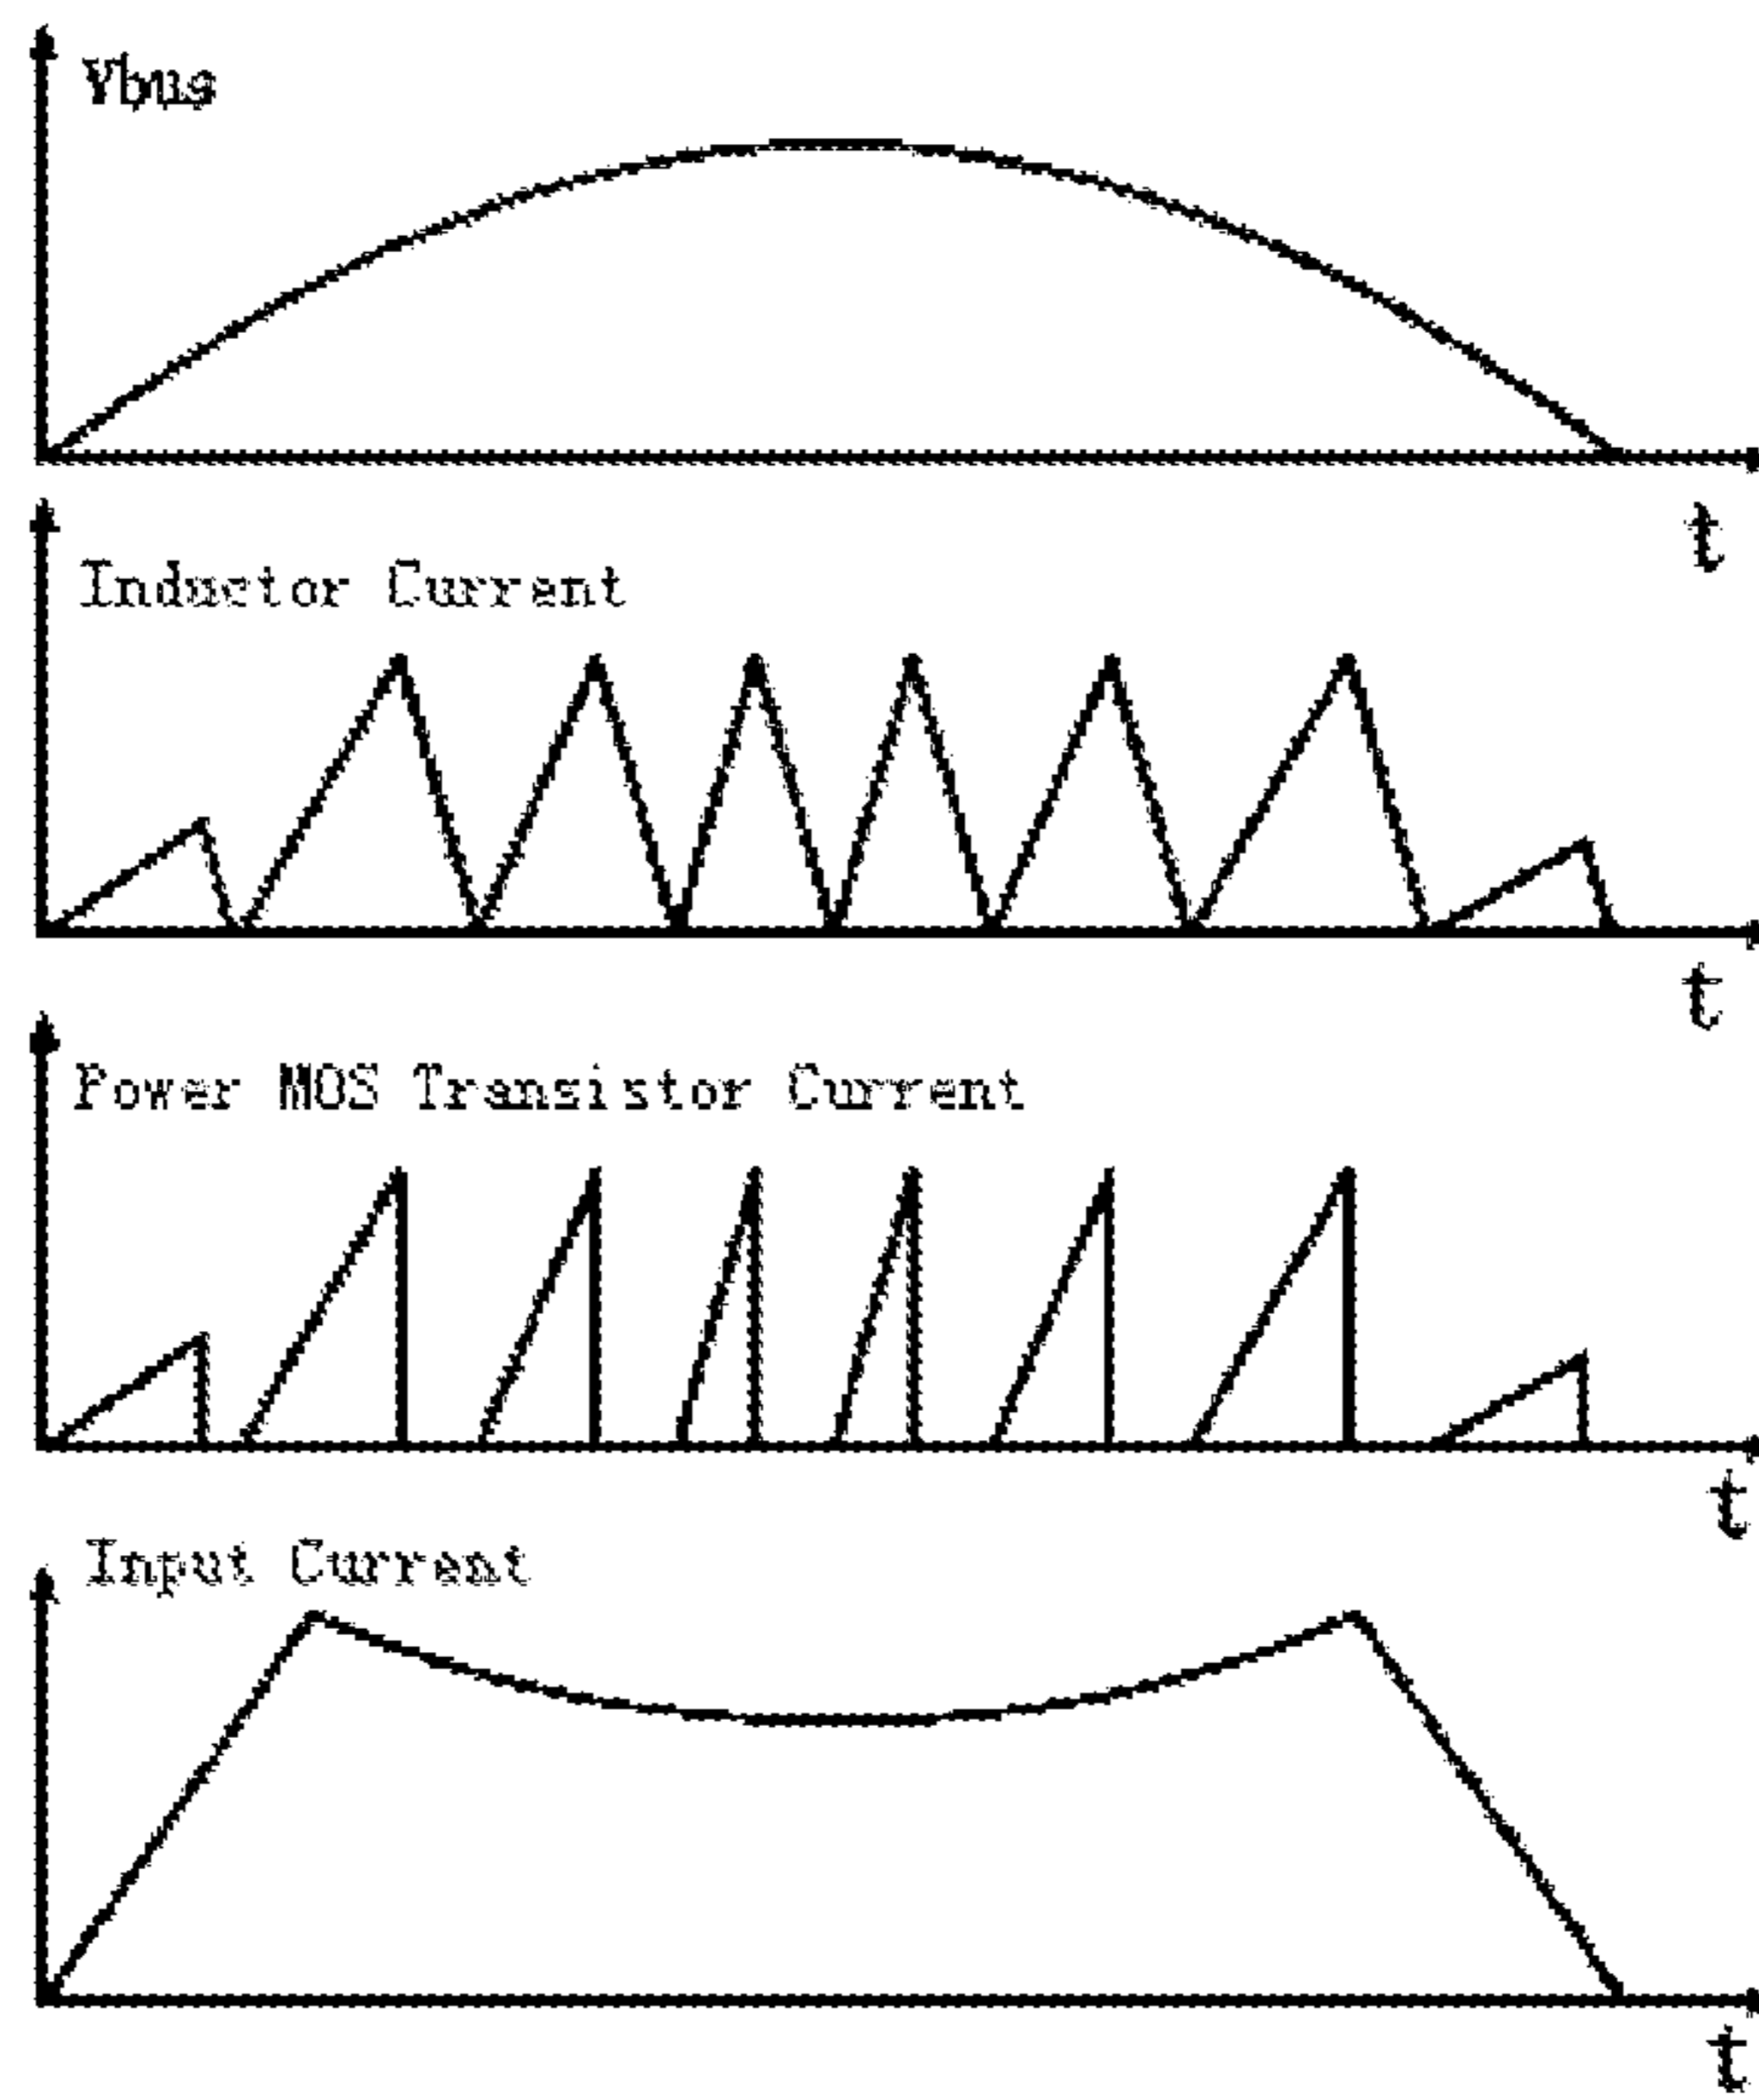 Vbus
t
Inductor Current
t
Power MOS Transistor Current
t
Input Current
t